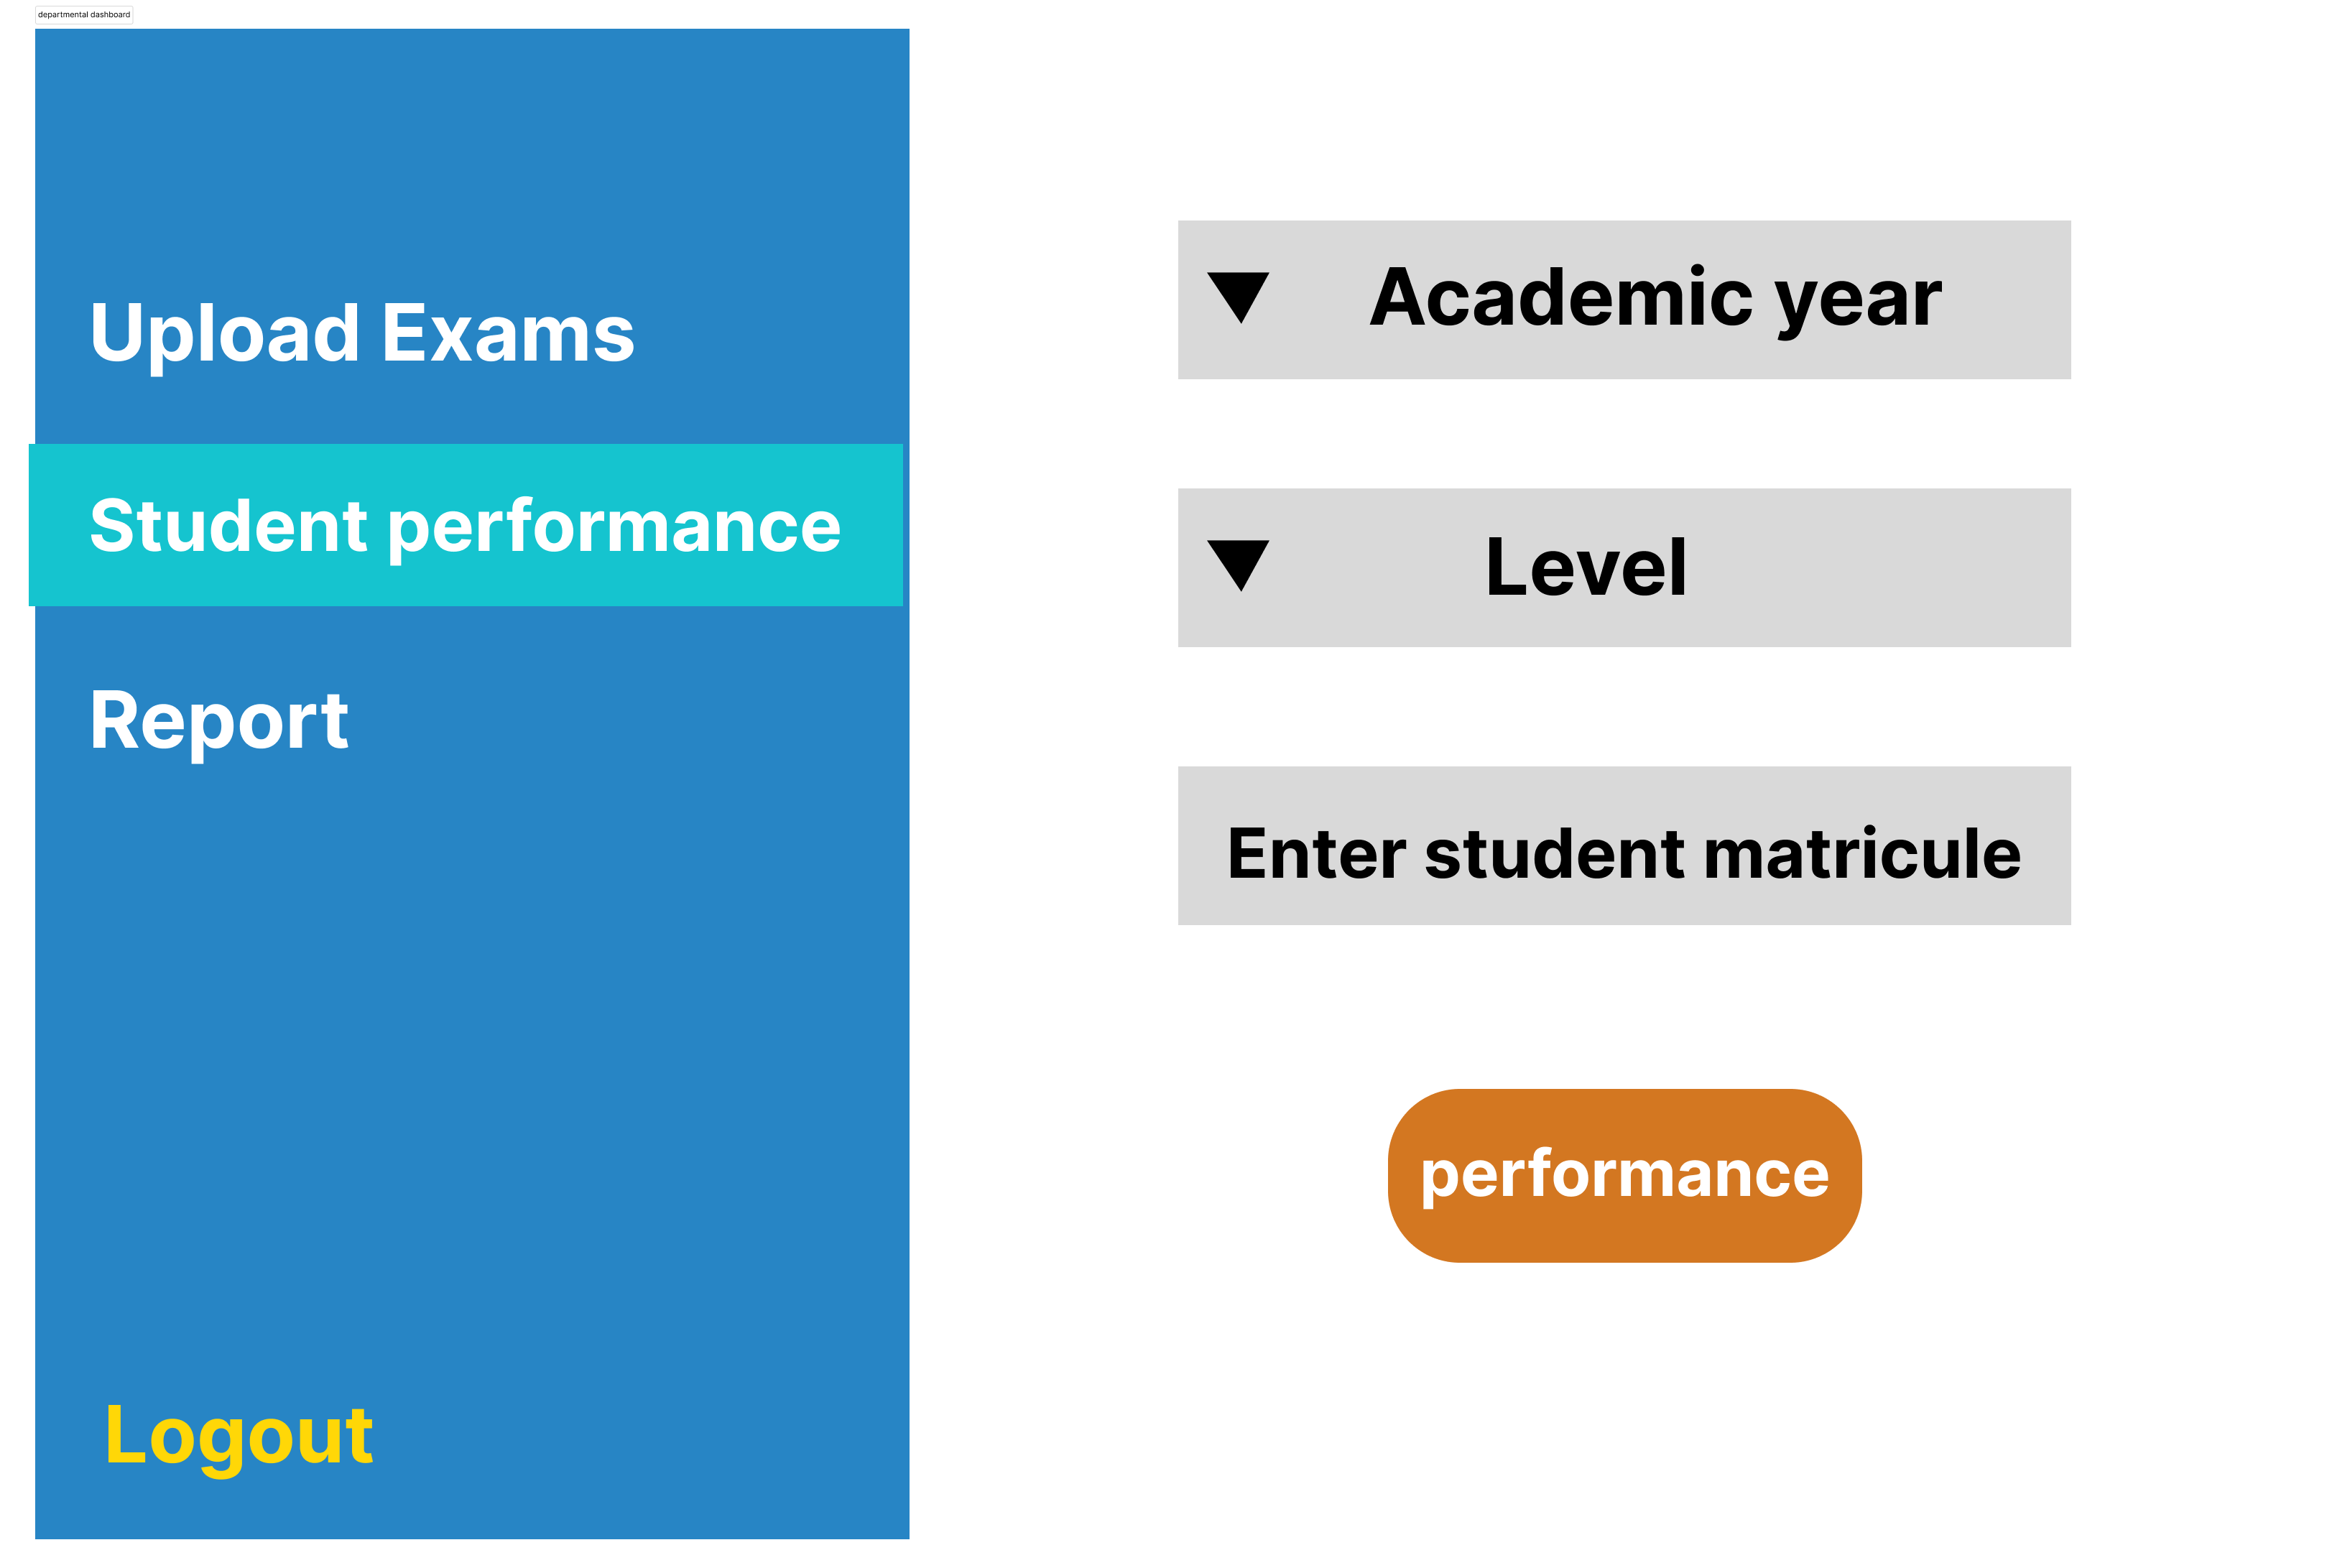 departmental dashboard
Upload Exams
Student performance
Report
Logout
Academic year
Level
Enter student matricule
performance